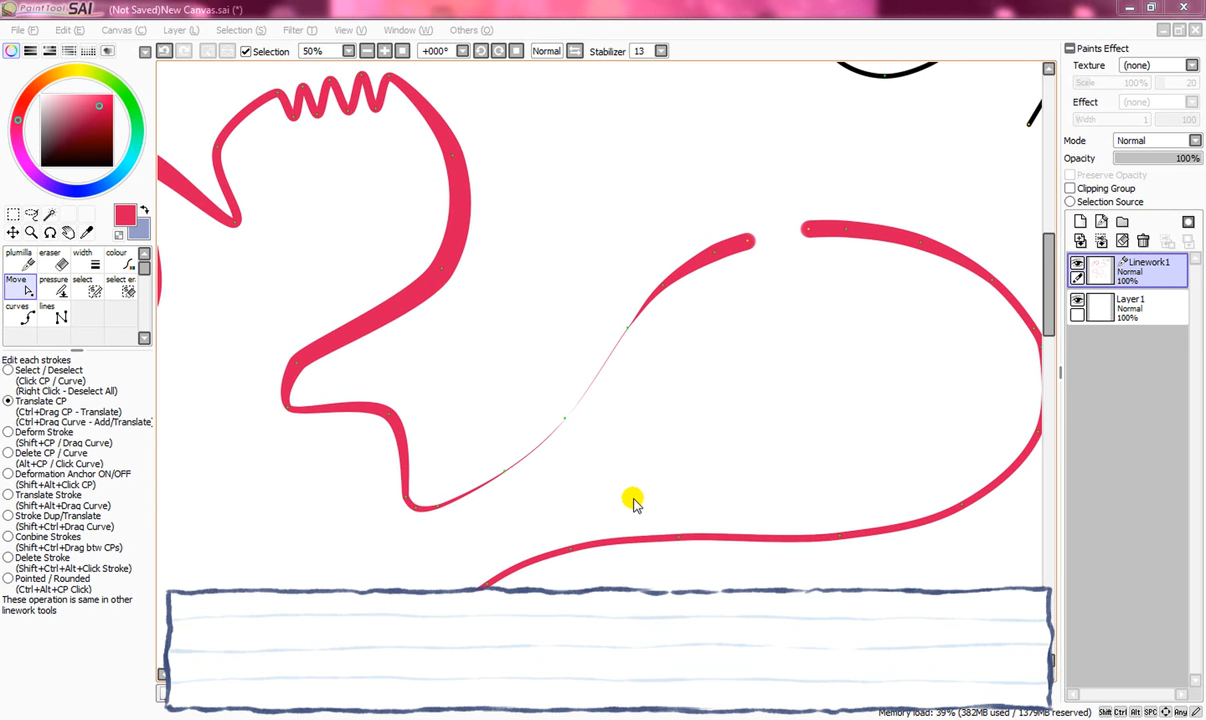 PaintTool SAI (Not Saved)New Canvas.sai (*)
File (F) Edit (E) Canvas (C) Layer (L) Selection (S) Filter (T) View (V) Window (W) Others (O)
Selection 50% +000° Normal Stabilizer 13
Paints Effect
Texture (none)
Scale 100% 20
Effect (none)
Width 1 100
Mode Normal
Opacity 100%
Preserve Opacity
Clipping Group
Selection Source
Linework1
Normal
100%
Layer1
Normal
100%
plumilla eraser width colour
Move pressure select select er
curves lines
Edit each strokes
Select / Deselect
(Click CP / Curve)
(Right Click - Deselect All)
Translate CP
(Ctrl+Drag CP - Translate)
(Ctrl+Drag Curve - Add/Translate)
Deform Stroke
(Shift+CP / Drag Curve)
Delete CP / Curve
(Alt+CP / Click Curve)
Deformation Anchor ON/OFF
(Shift+Alt+Click CP)
Translate Stroke
(Shift+Alt+Drag Curve)
Stroke Dup/Translate
(Shift+Ctrl+Drag Curve)
Combine Strokes
(Shift+Ctrl+Drag btw CPs)
Delete Stroke
(Shift+Ctrl+Alt+Click Stroke)
Pointed / Rounded
(Ctrl+Alt+CP Click)
These operation is same in other
linework tools
Memory load: 39% (382MB used / 1379MB reserved) Shift Ctrl Alt SPC Any